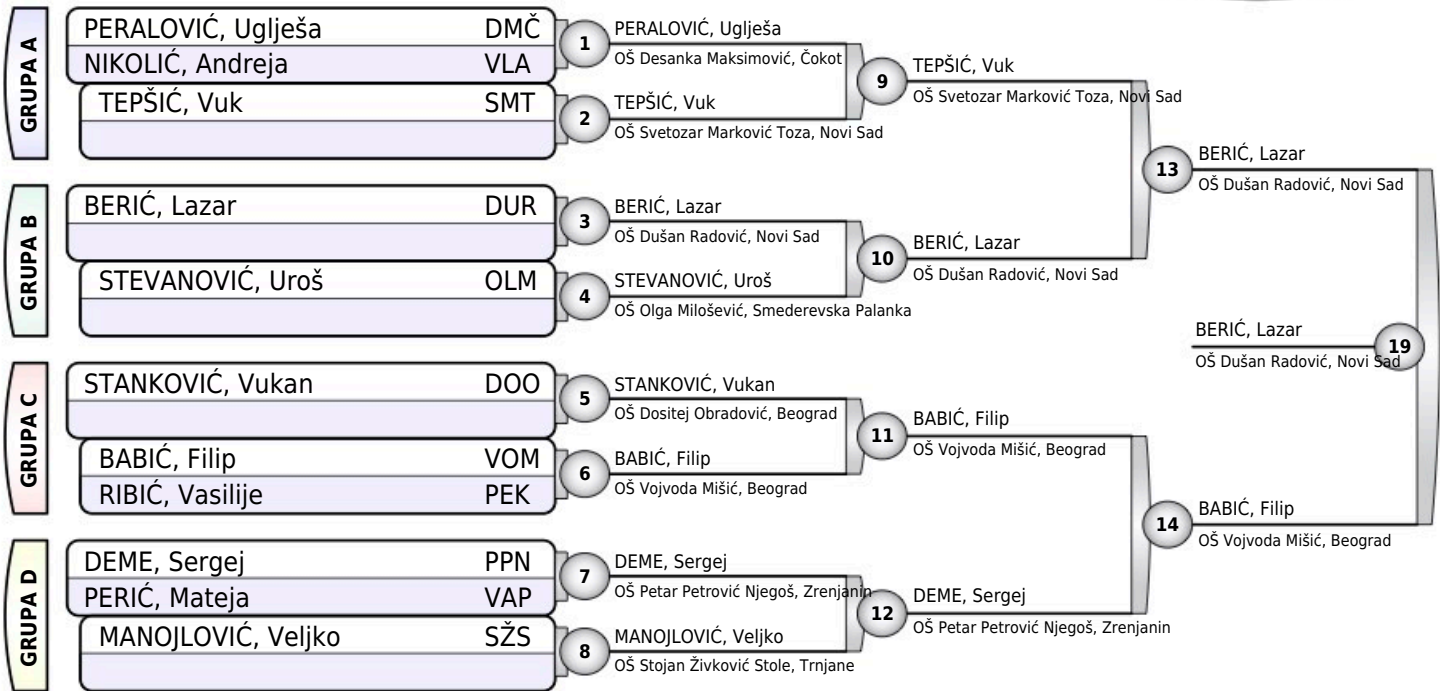 GRUPA A
PERALOVIĆ, Uglješa DMČ
NIKOLIĆ, Andreja VLA
TEPŠIĆ, Vuk SMT
1
PERALOVIĆ, Uglješa
OŠ Desanka Maksimović, Čokot
2
TEPŠIĆ, Vuk
OŠ Svetozar Marković Toza, Novi Sad
9
TEPŠIĆ, Vuk
OŠ Svetozar Marković Toza, Novi Sad
GRUPA B
BERIĆ, Lazar DUR
STEVANOVIĆ, Uroš OLM
3
BERIĆ, Lazar
OŠ Dušan Radović, Novi Sad
4
STEVANOVIĆ, Uroš
OŠ Olga Milošević, Smederevska Palanka
10
BERIĆ, Lazar
OŠ Dušan Radović, Novi Sad
13
BERIĆ, Lazar
OŠ Dušan Radović, Novi Sad
GRUPA C
STANKOVIĆ, Vukan DOO
BABIĆ, Filip VOM
RIBIĆ, Vasilije PEK
5
STANKOVIĆ, Vukan
OŠ Dositej Obradović, Beograd
6
BABIĆ, Filip
OŠ Vojvoda Mišić, Beograd
11
BABIĆ, Filip
OŠ Vojvoda Mišić, Beograd
GRUPA D
DEME, Sergej PPN
PERIĆ, Mateja VAP
MANOJLOVIĆ, Veljko SŽS
7
DEME, Sergej
OŠ Petar Petrović Njegoš, Zrenjanin
8
MANOJLOVIĆ, Veljko
OŠ Stojan Živković Stole, Trnjane
12
DEME, Sergej
OŠ Petar Petrović Njegoš, Zrenjanin
14
BABIĆ, Filip
OŠ Vojvoda Mišić, Beograd
BERIĆ, Lazar
OŠ Dušan Radović, Novi Sad
19